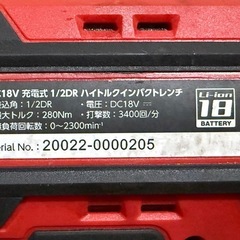 C18V 充電式 1/2DR ハイトルクインパクトレンチ
込角：1/2DR ・電圧：DC18V
大トルク：280Nm ・打撃数：3400回/分
負荷回転数：0～2300min⁻¹
Li-ion
18
BATTERY
erial No.: 20022-0000205